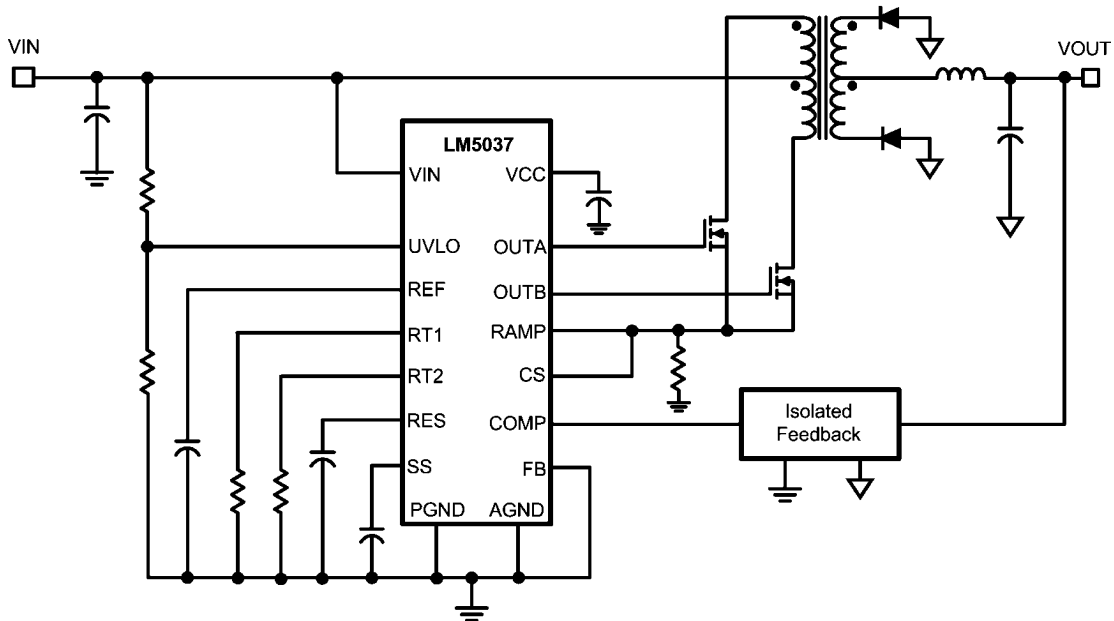 VIN
VOUT
LM5037
VIN
VCC
UVLO
OUTA
REF
OUTB
RT1
RAMP
RT2
CS
RES
COMP
SS
FB
PGND
AGND
Isolated
Feedback